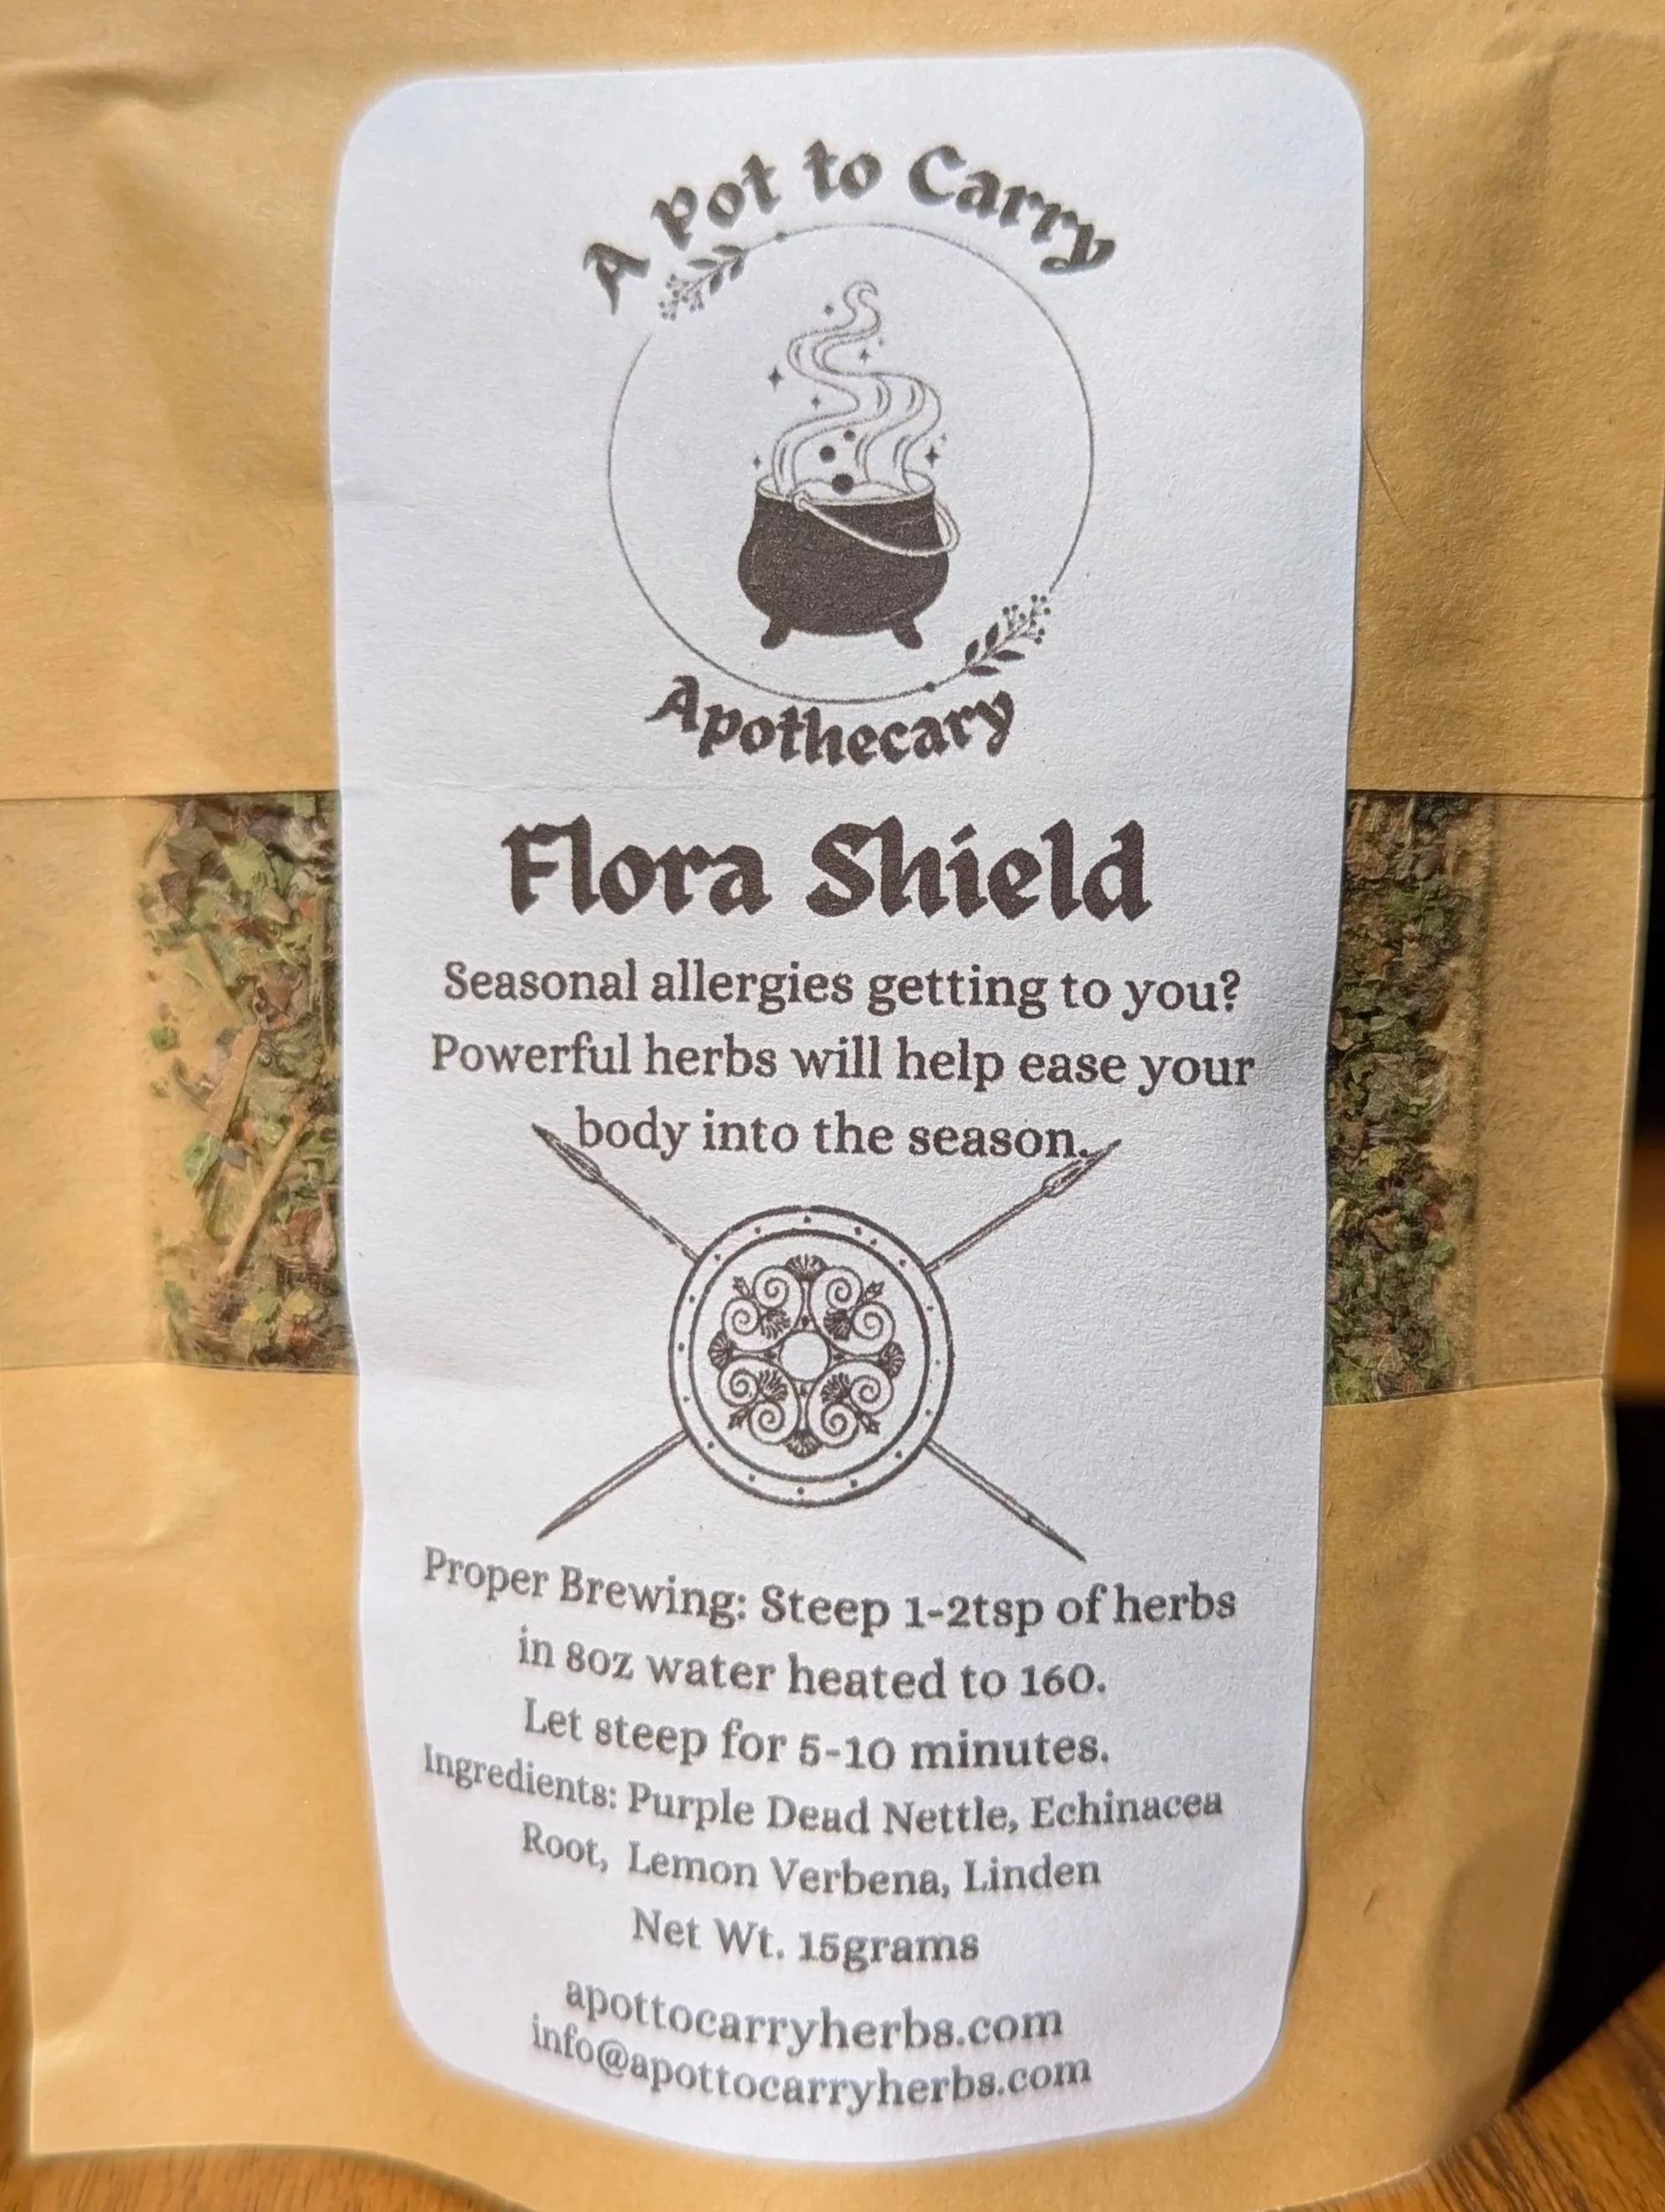 A Pot to Carry
Apothecary
Flora Shield
Seasonal allergies getting to you?
Powerful herbs will help ease your
body into the season.
Proper Brewing: Steep 1-2tsp of herbs
in 8oz water heated to 160.
Let steep for 5-10 minutes.
Ingredients: Purple Dead Nettle, Echinacea
Root, Lemon Verbena, Linden
Net Wt. 15grams
apottocarryherbs.com
info@apottocarryherbs.com